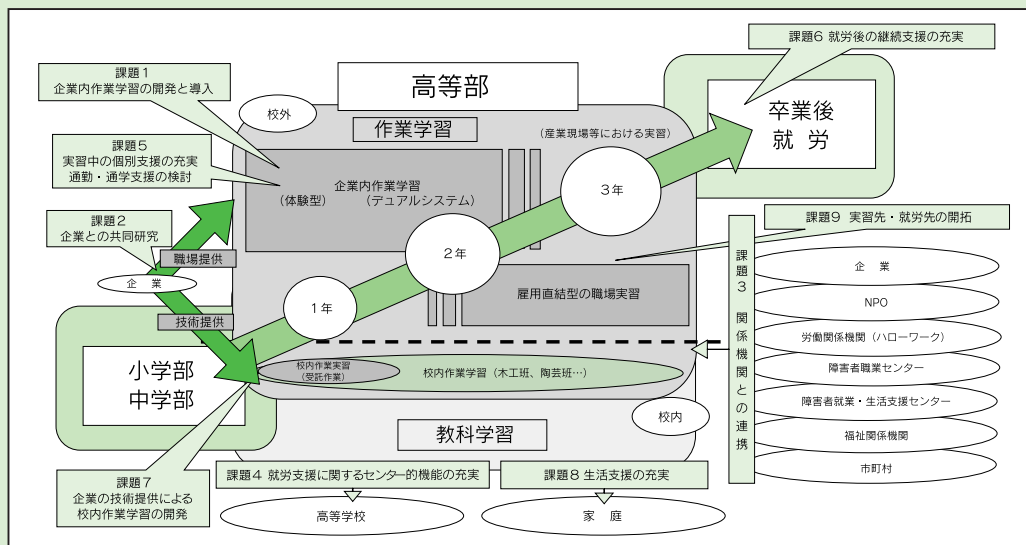 課題6 就労後の継続支援の充実
課題1
企業内作業学習の開発と導入
高等部
卒業後
就 労
校外
作業学習
(産業現場等における実習)
課題5
実習中の個別支援の充実
通勤・通学支援の検討
企業内作業学習
(体験型) (デュアルシステム)
3年
課題2
企業との共同研究
課題9 実習先・就労先の開拓
2年
職場提供
企 業
1年
雇用直結型の職場実習
技術提供
課題3 関係機関との連携
企 業
NPO
労働関係機関(ハローワーク)
障害者職業センター
障害者就業・生活支援センター
福祉関係機関
市町村
小学部
中学部
校内作業実習
(受託作業)
校内作業学習(木工班、陶芸班…)
校内
教科学習
課題7
企業の技術提供による
校内作業学習の開発
課題4 就労支援に関するセンター的機能の充実
課題8 生活支援の充実
高等学校
家 庭